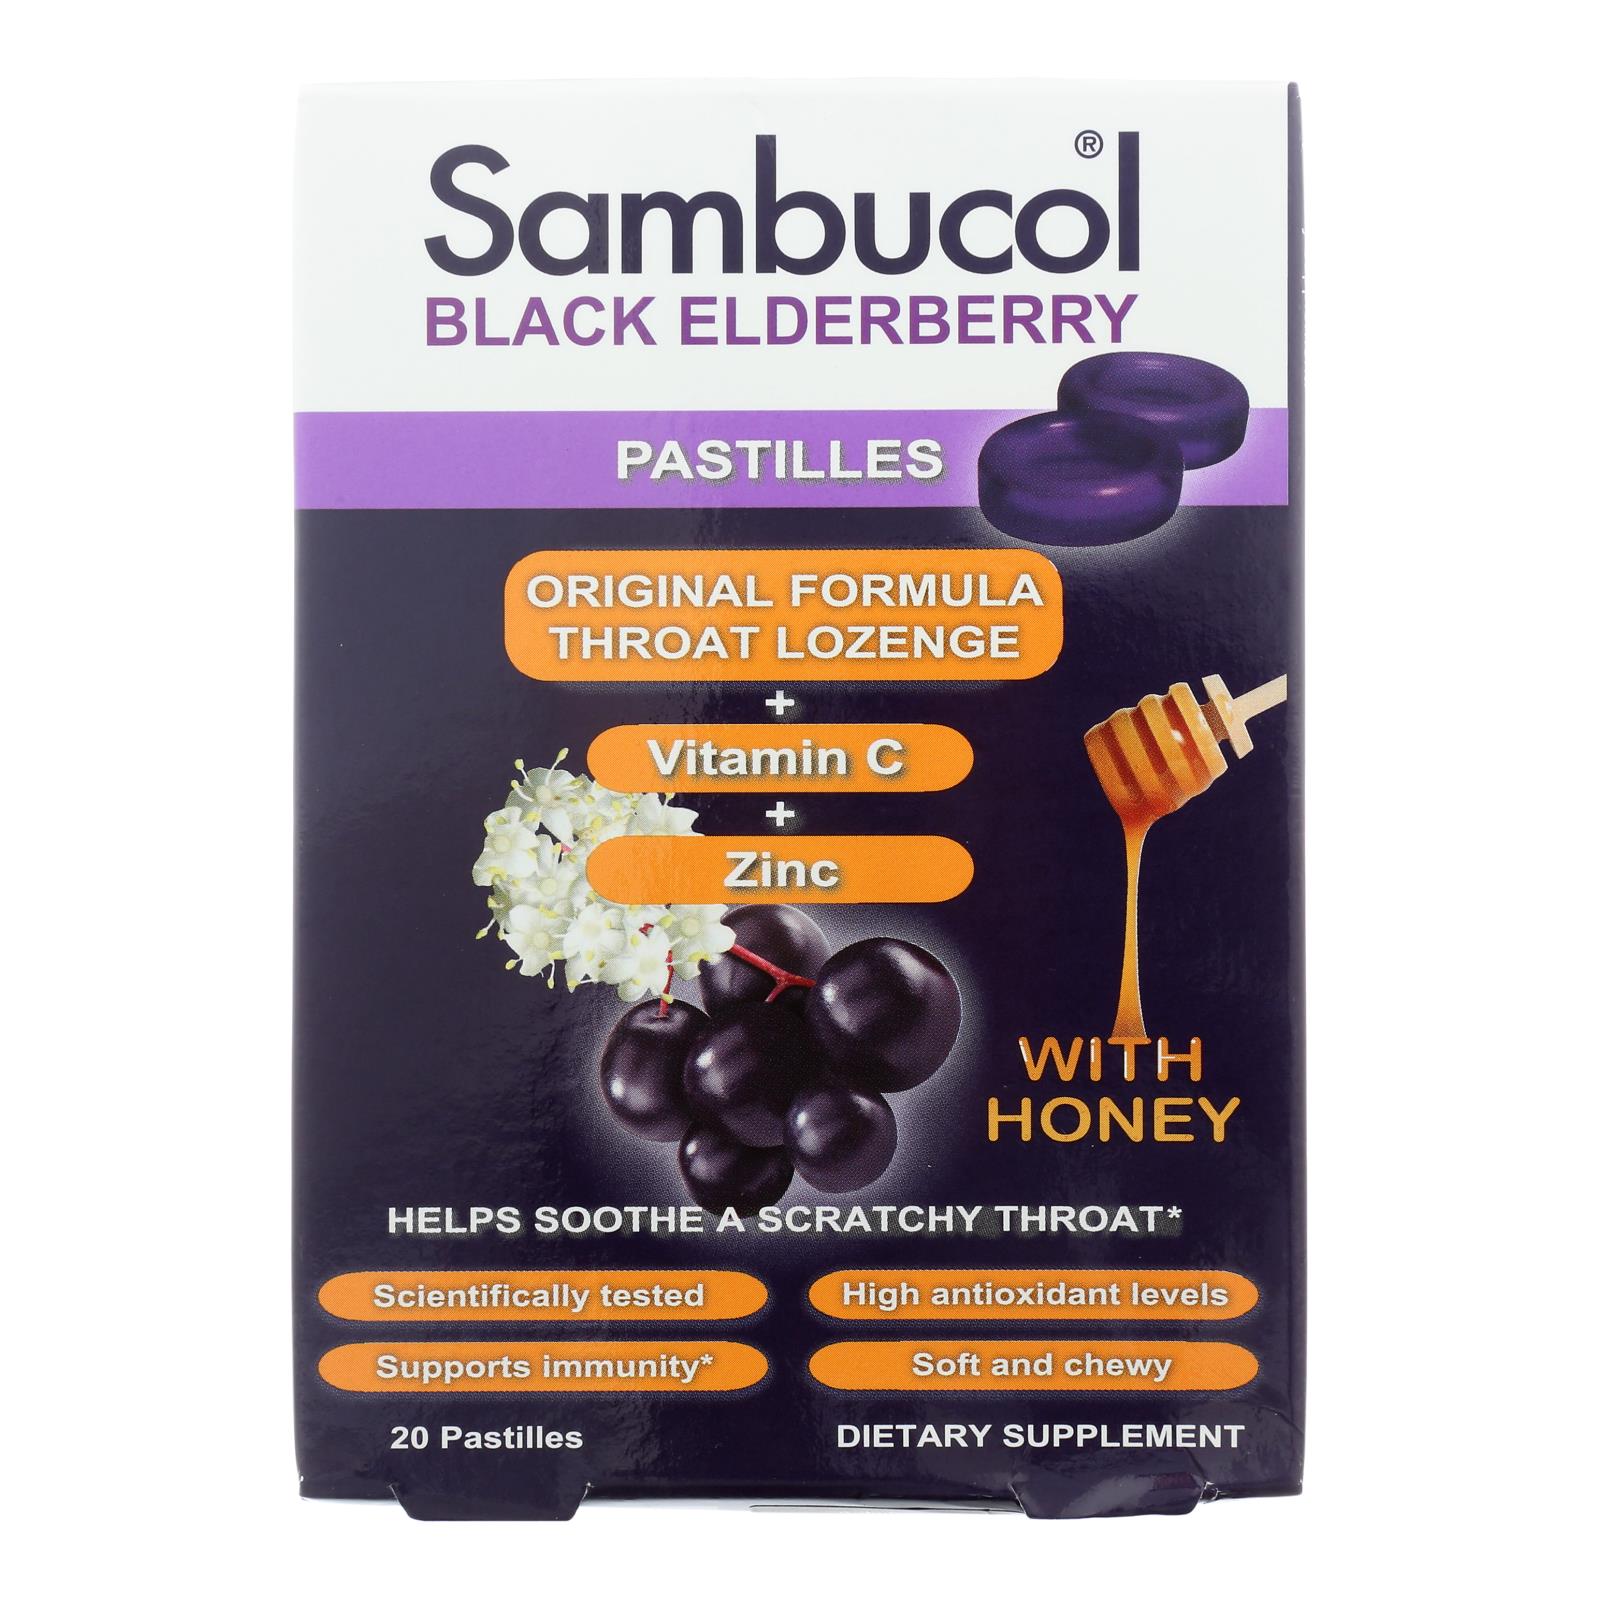 Sambucol®
BLACK ELDERBERRY
PASTILLES
ORIGINAL FORMULA
THROAT LOZENGE
+
Vitamin C
+
Zinc
WITH
HONEY
HELPS SOOTHE A SCRATCHY THROAT*
Scientifically tested
High antioxidant levels
Supports immunity*
Soft and chewy
20 Pastilles
DIETARY SUPPLEMENT